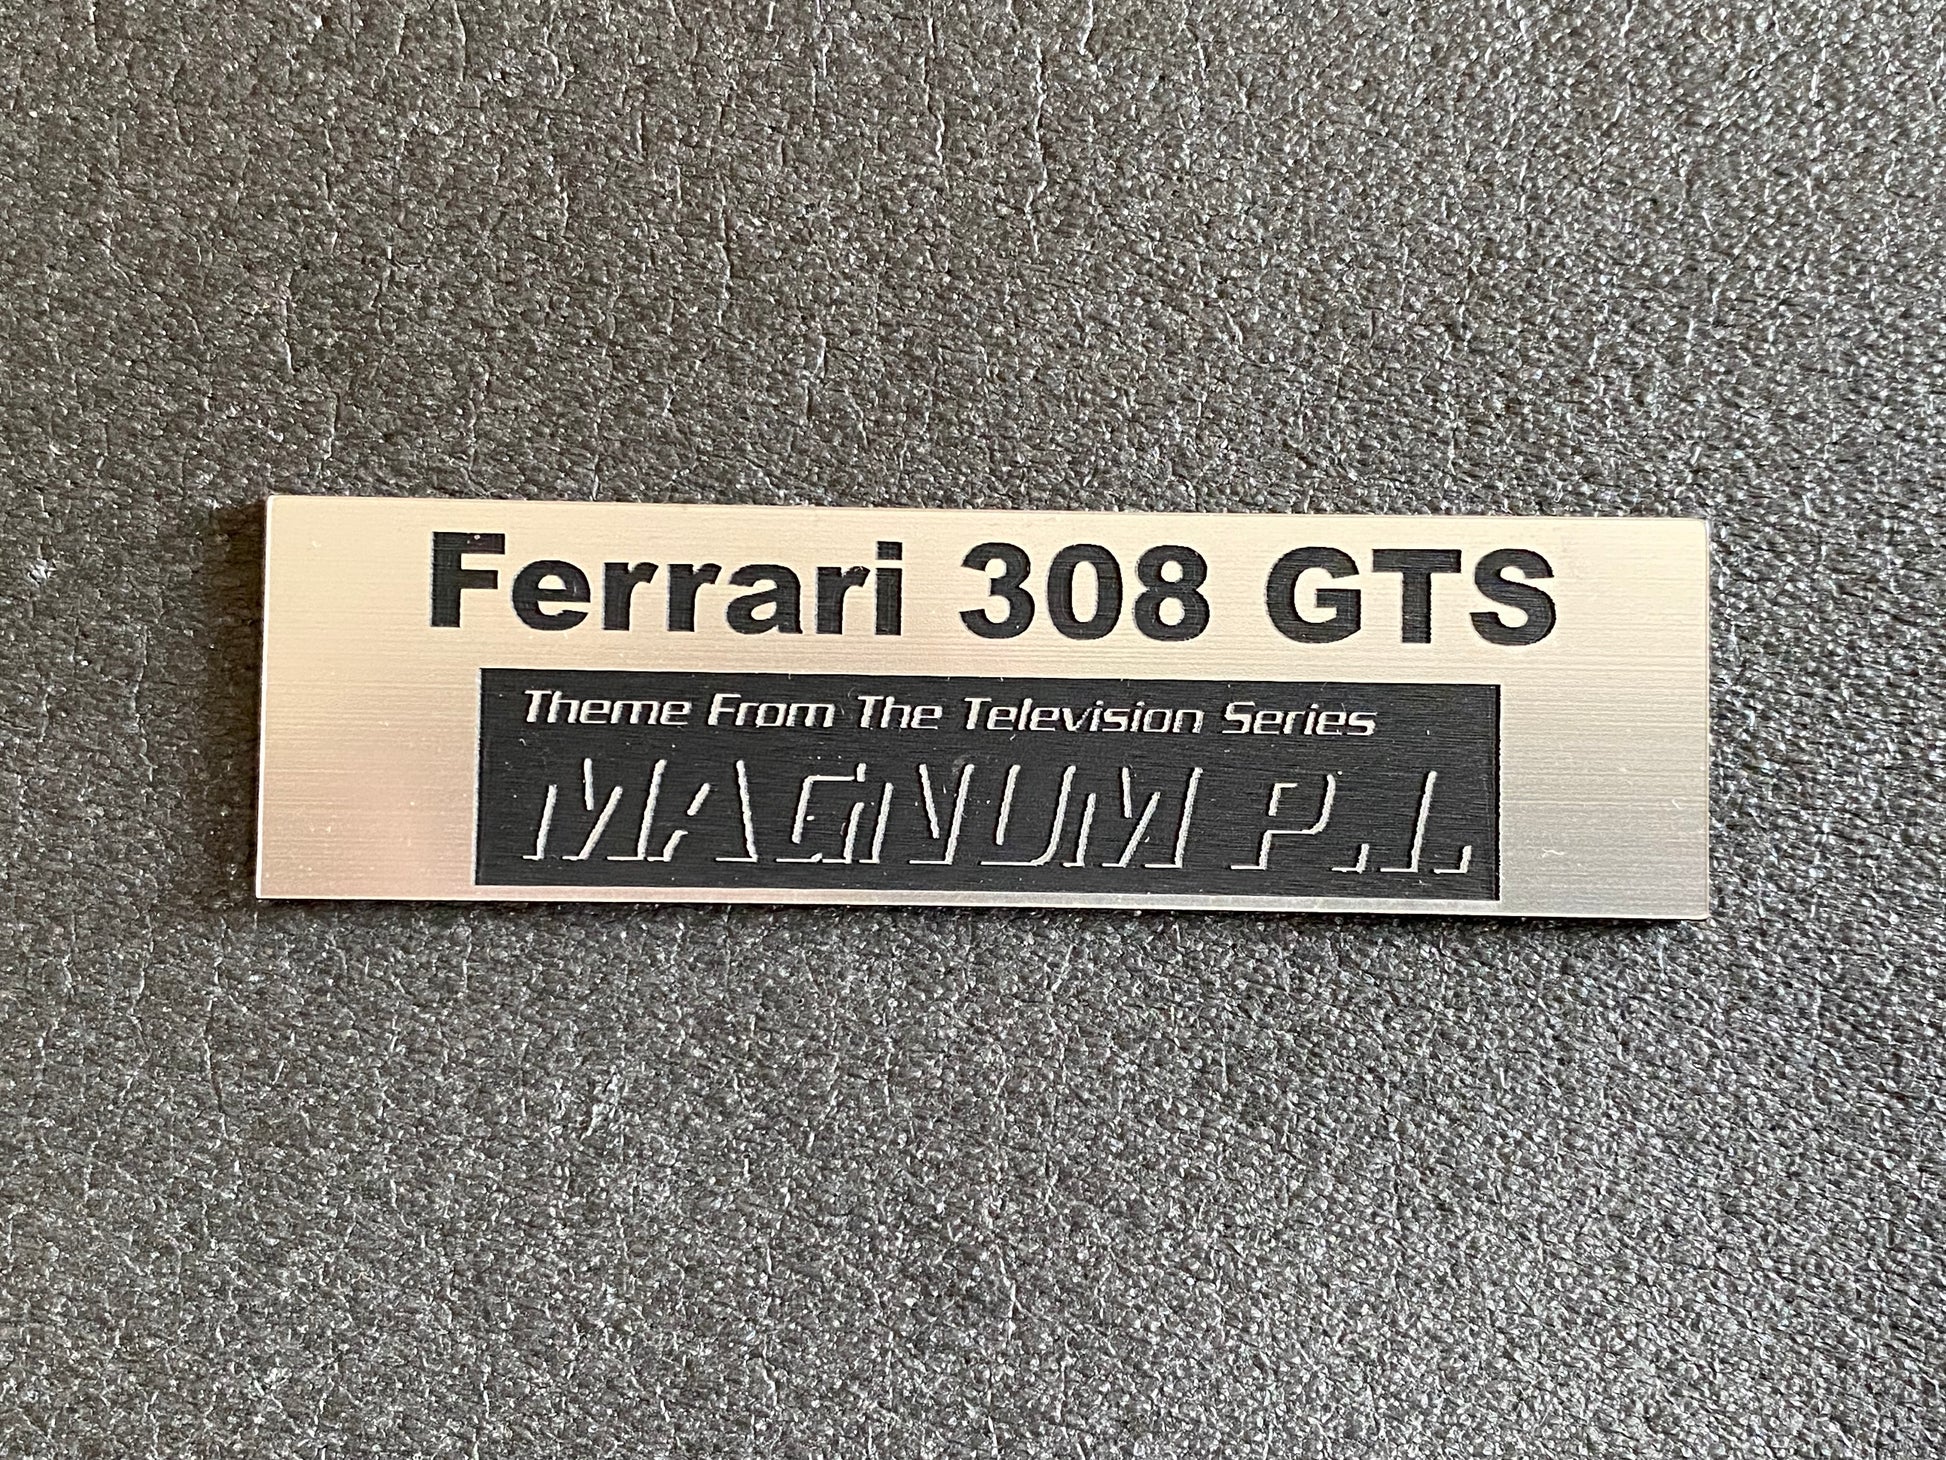 Ferrari 308 GTS
Theme From The Television Series
MAGNUM P.I.